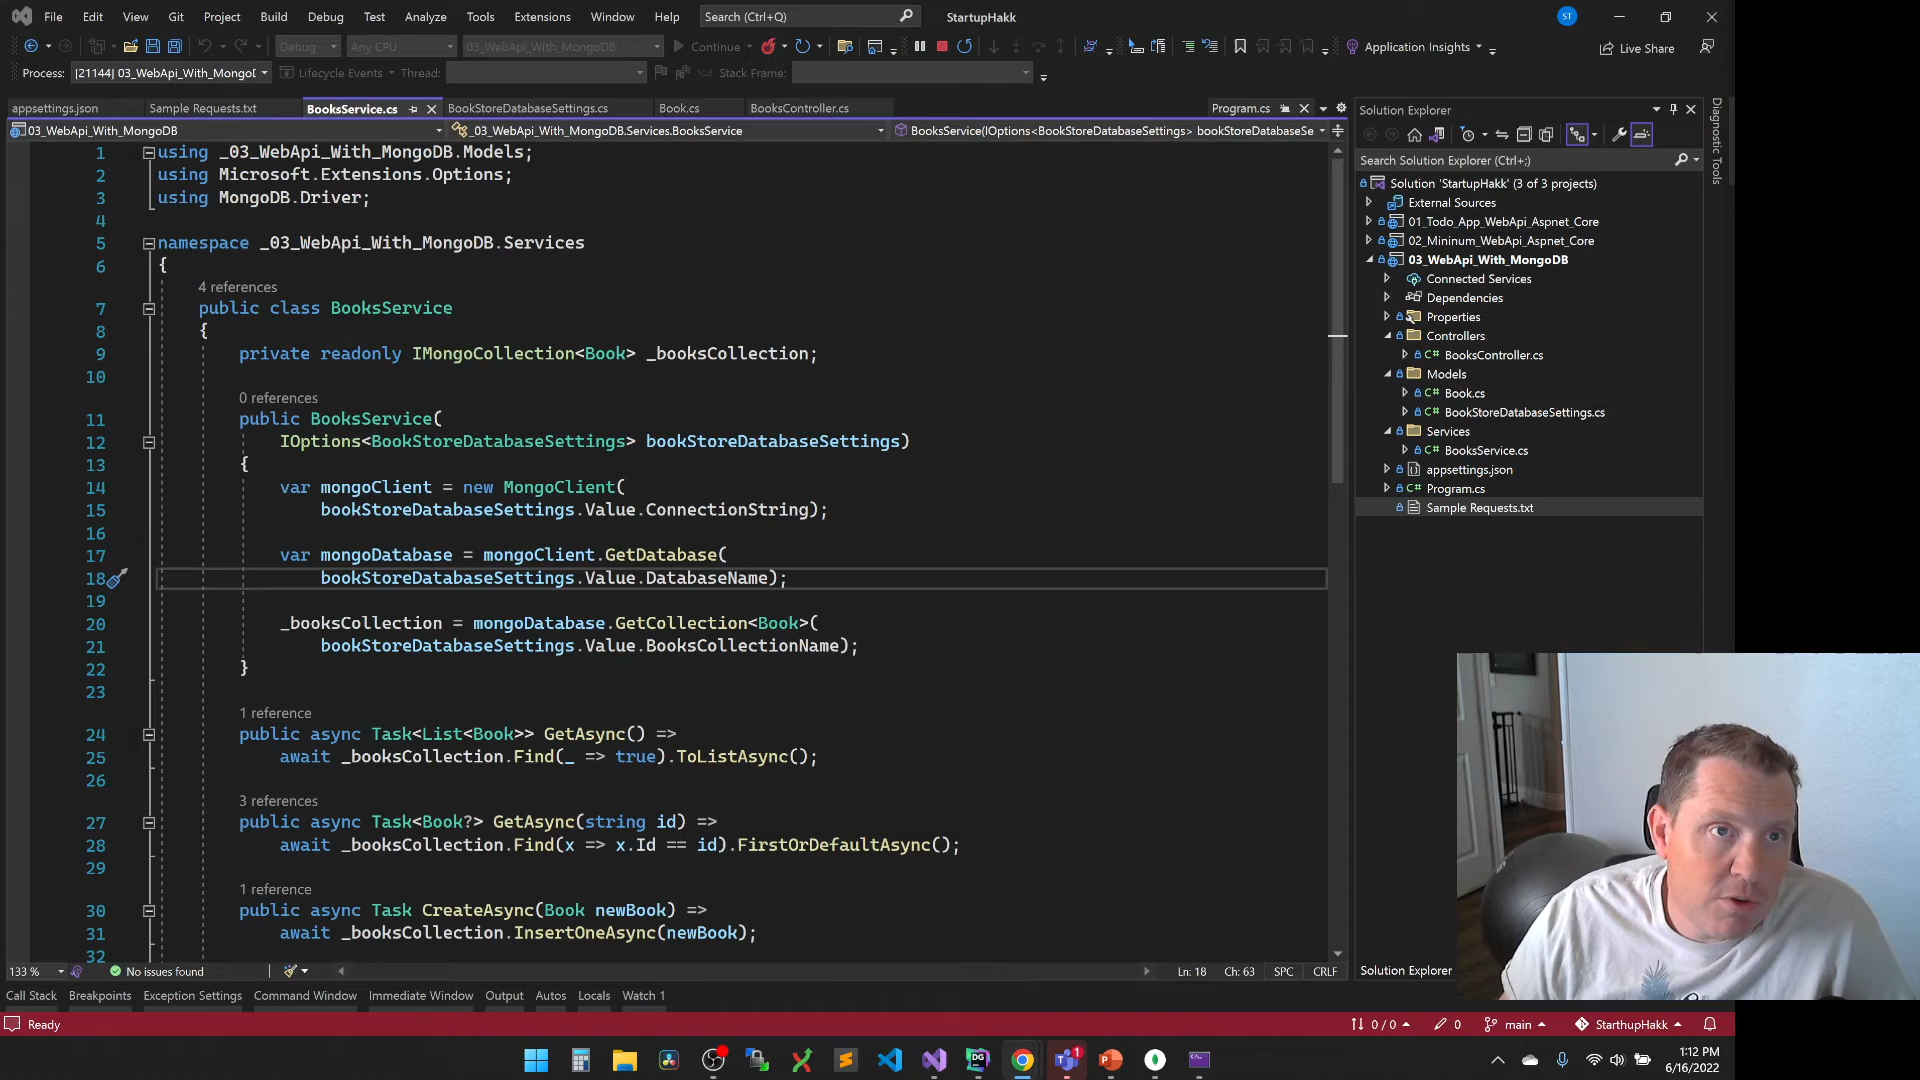 File Edit View Git Project Build Debug Test Analyze Tools Extensions Window Help Search (Ctrl+Q) StartupHakk ST
Debug Any CPU 03_WebApi_With_MongoDB Continue Application Insights Live Share
Process: [21144] 03_WebApi_With_MongoD Lifecycle Events Thread: Stack Frame:
appsettings.json Sample Requests.txt BooksService.cs BookStoreDatabaseSettings.cs Book.cs BooksController.cs Program.cs
03_WebApi_With_MongoDB _03_WebApi_With_MongoDB.Services.BooksService BooksService(IOptions<BookStoreDatabaseSettings> bookStoreDatabaseSe
1 using _03_WebApi_With_MongoDB.Models;
2 using Microsoft.Extensions.Options;
3 using MongoDB.Driver;
4
5 namespace _03_WebApi_With_MongoDB.Services
6 {
4 references
7 public class BooksService
8 {
9 private readonly IMongoCollection<Book> _booksCollection;
10
0 references
11 public BooksService(
12 IOptions<BookStoreDatabaseSettings> bookStoreDatabaseSettings)
13 {
14 var mongoClient = new MongoClient(
15 bookStoreDatabaseSettings.Value.ConnectionString);
16
17 var mongoDatabase = mongoClient.GetDatabase(
18 bookStoreDatabaseSettings.Value.DatabaseName);
19
20 _booksCollection = mongoDatabase.GetCollection<Book>(
21 bookStoreDatabaseSettings.Value.BooksCollectionName);
22 }
23
1 reference
24 public async Task<List<Book>> GetAsync() =>
25 await _booksCollection.Find(_ => true).ToListAsync();
26
3 references
27 public async Task<Book?> GetAsync(string id) =>
28 await _booksCollection.Find(x => x.Id == id).FirstOrDefaultAsync();
29
1 reference
30 public async Task CreateAsync(Book newBook) =>
31 await _booksCollection.InsertOneAsync(newBook);
32
133 % No issues found Ln: 18 Ch: 63 SPC CRLF
Solution Explorer
Search Solution Explorer (Ctrl+;)
Solution 'StartupHakk' (3 of 3 projects)
External Sources
01_Todo_App_WebApi_Aspnet_Core
02_Mininum_WebApi_Aspnet_Core
03_WebApi_With_MongoDB
Connected Services
Dependencies
Properties
Controllers
C# BooksController.cs
Models
C# Book.cs
C# BookStoreDatabaseSettings.cs
Services
C# BooksService.cs
appsettings.json
C# Program.cs
Sample Requests.txt
Solution Explorer
Diagnostic Tools
Call Stack Breakpoints Exception Settings Command Window Immediate Window Output Autos Locals Watch 1
Ready 0 / 0 0 main StarthupHakk
DG 1 P 1:12 PM
6/16/2022